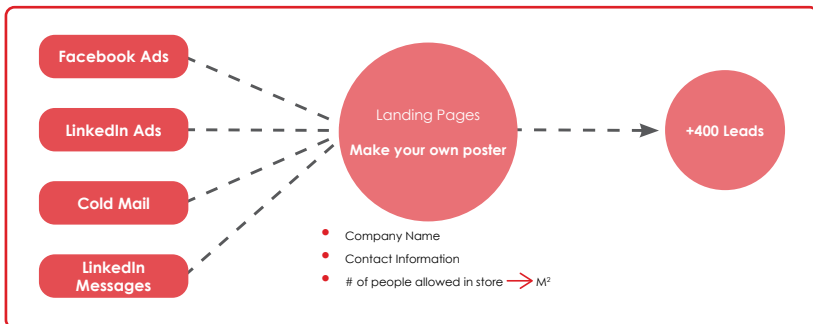 Facebook Ads
LinkedIn Ads
Cold Mail
LinkedIn
Messages
Landing Pages
Make your own poster
• Company Name
• Contact Information
• # of people allowed in store → M²
+400 Leads